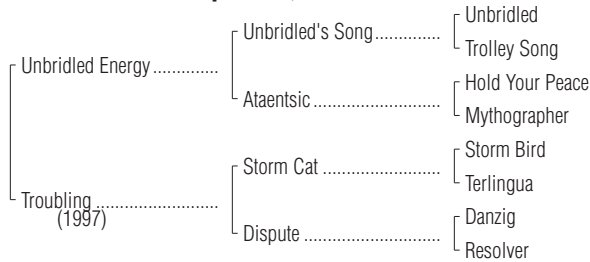 Unbridled
Unbridled's Song..............
Trolley Song
Unbridled Energy.............
Hold Your Peace
Ataentsic...........................
Mythographer
Storm Bird
Storm Cat.........................
Terlingua
Troubling..........................
(1997)
Danzig
Dispute.............................
Resolver